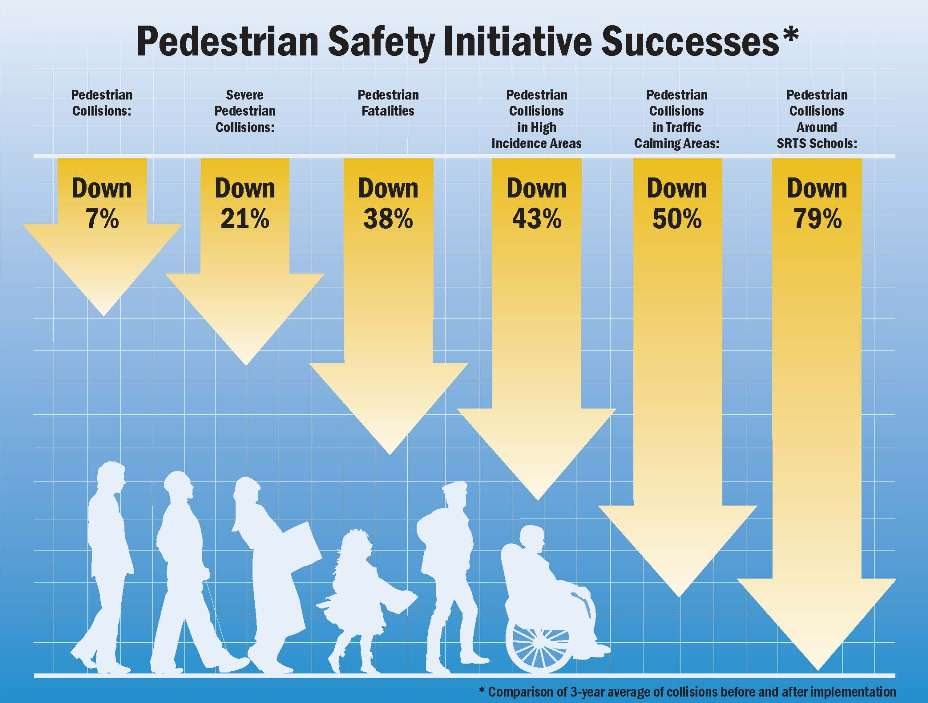 Pedestrian Safety Initiative Successes*
Pedestrian
Collisions:
Severe
Pedestrian
Collisions:
Pedestrian
Fatalities
Pedestrian
Collisions
in High
Incidence Areas
Pedestrian
Collisions
in Traffic
Calming Areas:
Pedestrian
Collisions
Around
SRTS Schools:
Down
7%
Down
21%
Down
38%
Down
43%
Down
50%
Down
79%
* Comparison of 3-year average of collisions before and after implementation